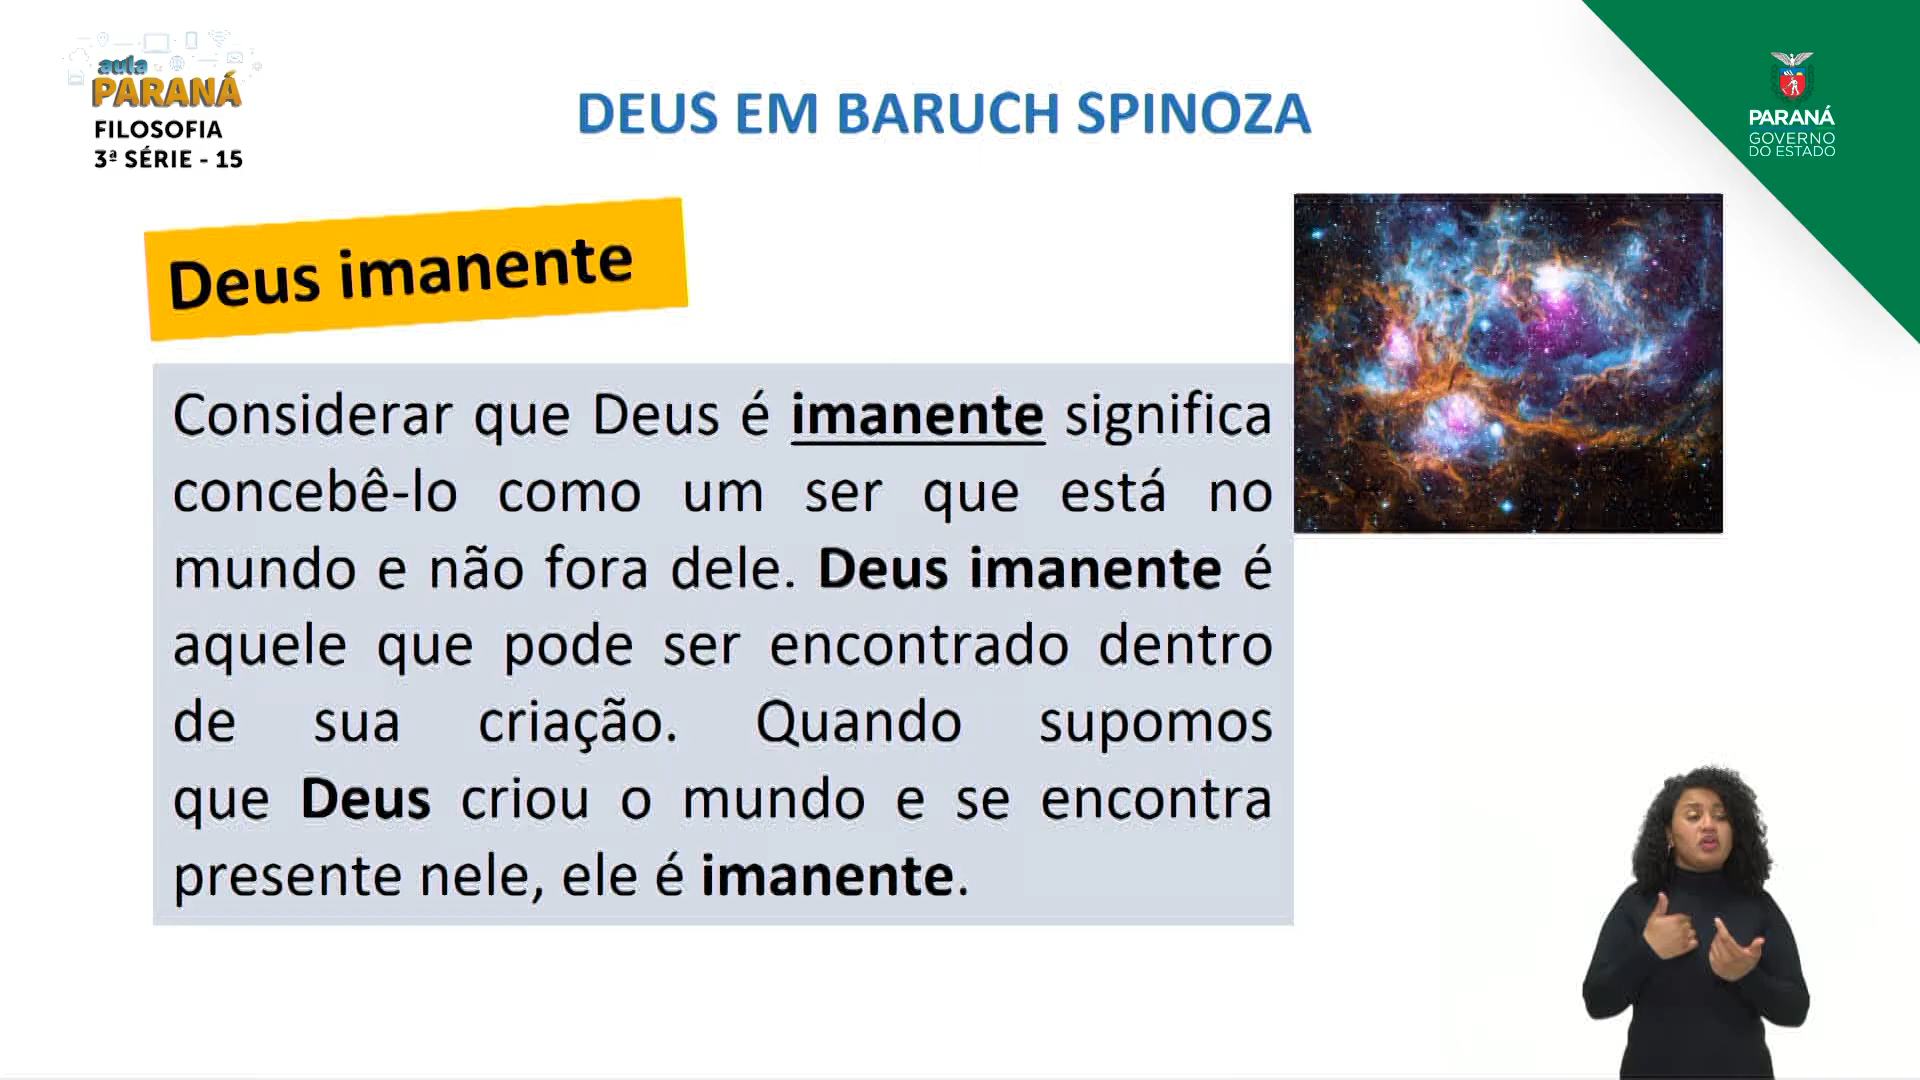 aula
PARANÁ
FILOSOFIA
3ª SÉRIE - 15
DEUS EM BARUCH SPINOZA
PARANÁ
GOVERNO
DO ESTADO
Deus imanente
Considerar que Deus é imanente significa
concebê-lo como um ser que está no
mundo e não fora dele. Deus imanente é
aquele que pode ser encontrado dentro
de sua criação. Quando supomos
que Deus criou o mundo e se encontra
presente nele, ele é imanente.